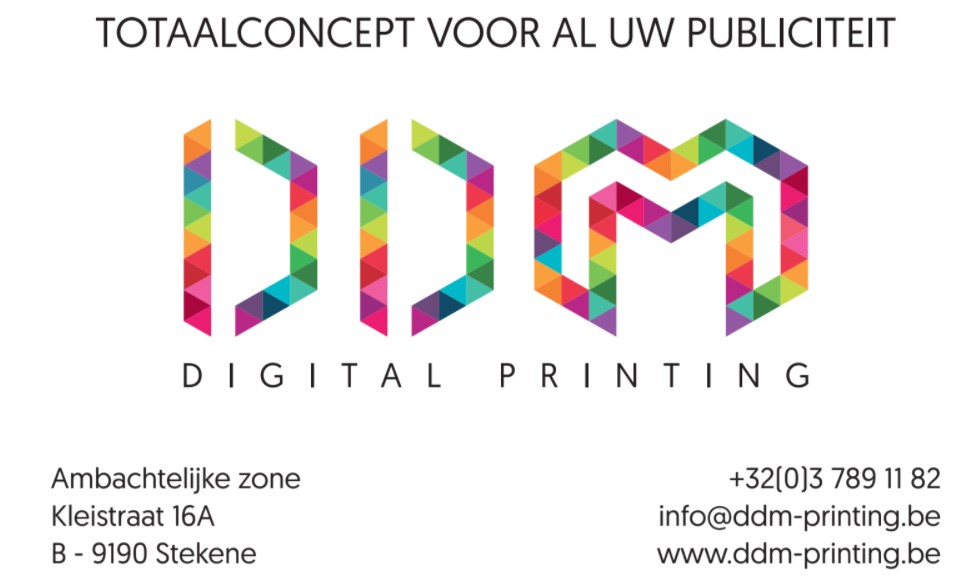 TOTAALCONCEPT VOOR AL UW PUBLICITEIT
DDM
DIGITAL PRINTING
Ambachtelijke zone
Kleistraat 16A
B - 9190 Stekene
+32(0)3 789 11 82
info@ddm-printing.be
www.ddm-printing.be